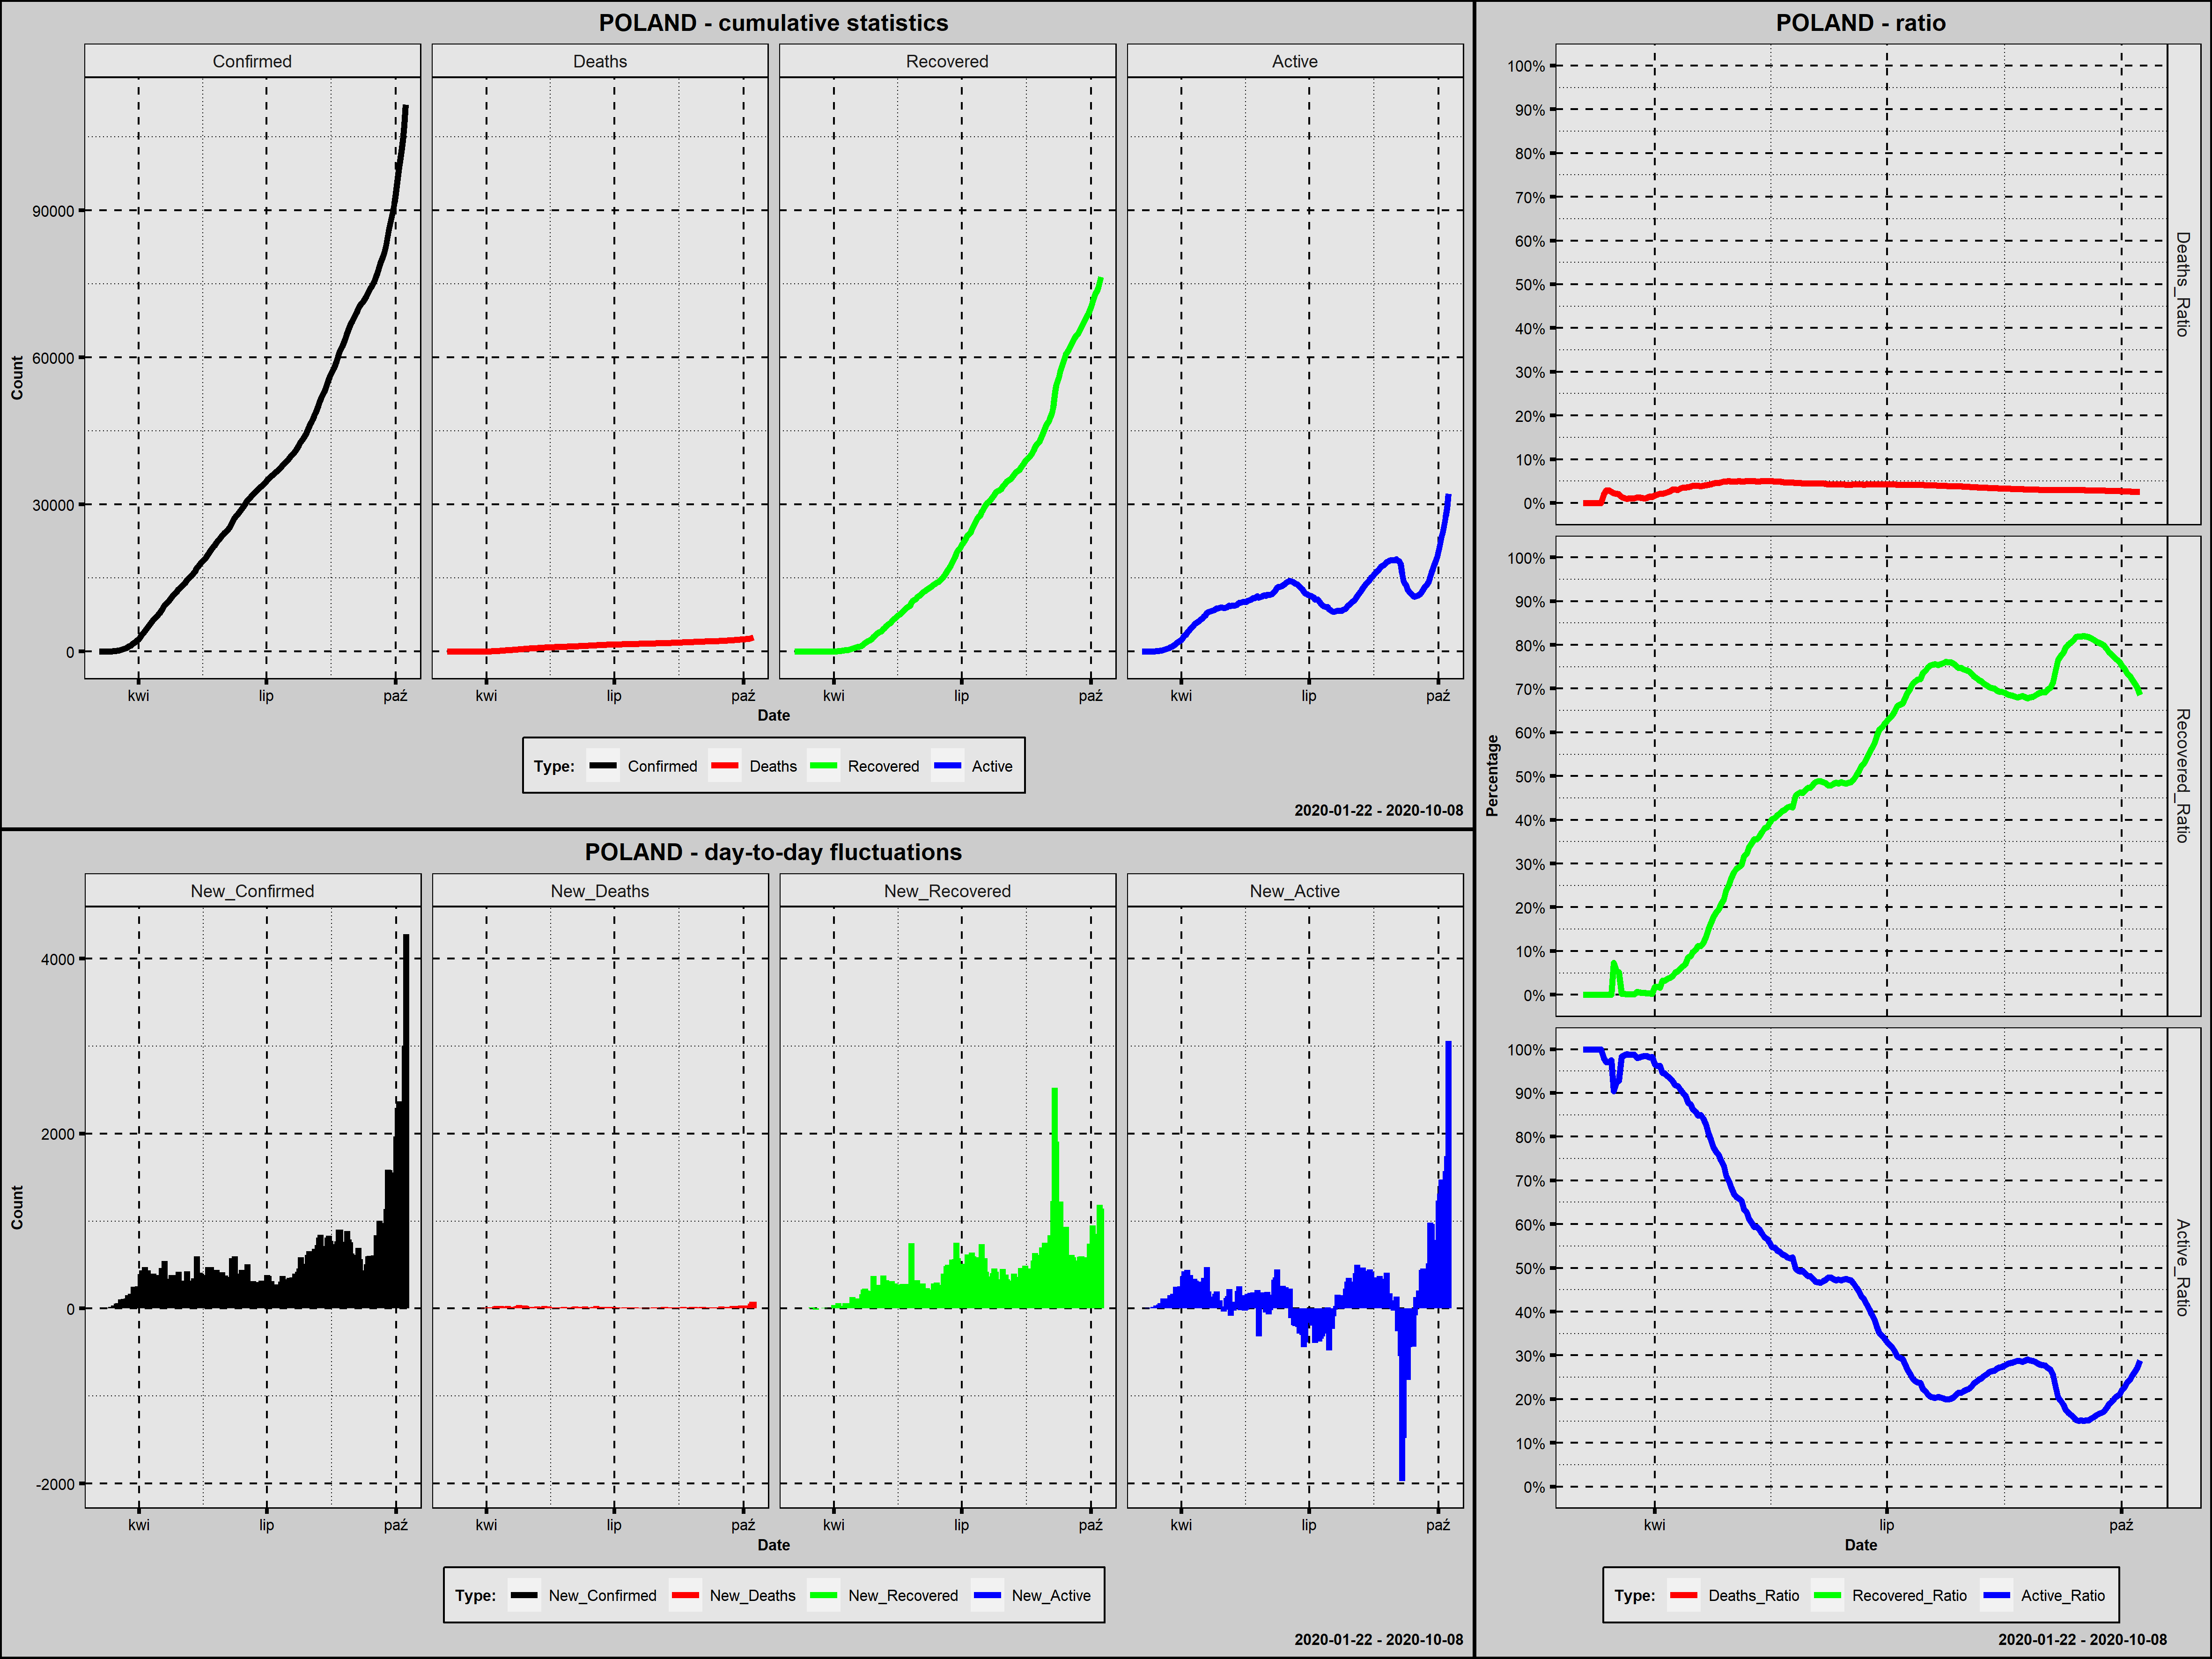 POLAND - cumulative statistics
Confirmed Deaths Recovered Active
Count
90000
60000
30000
0
kwi lip paź kwi lip paź kwi lip paź kwi lip paź
Date
Type: Confirmed Deaths Recovered Active
2020-01-22 - 2020-10-08
POLAND - day-to-day fluctuations
New_Confirmed New_Deaths New_Recovered New_Active
Count
4000
2000
0
-2000
kwi lip paź kwi lip paź kwi lip paź kwi lip paź
Date
Type: New_Confirmed New_Deaths New_Recovered New_Active
2020-01-22 - 2020-10-08
POLAND - ratio
Percentage
100%
90%
80%
70%
60%
50%
40%
30%
20%
10%
0%
Deaths_Ratio
100%
90%
80%
70%
60%
50%
40%
30%
20%
10%
0%
Recovered_Ratio
100%
90%
80%
70%
60%
50%
40%
30%
20%
10%
0%
Active_Ratio
kwi lip paź
Date
Type: Deaths_Ratio Recovered_Ratio Active_Ratio
2020-01-22 - 2020-10-08